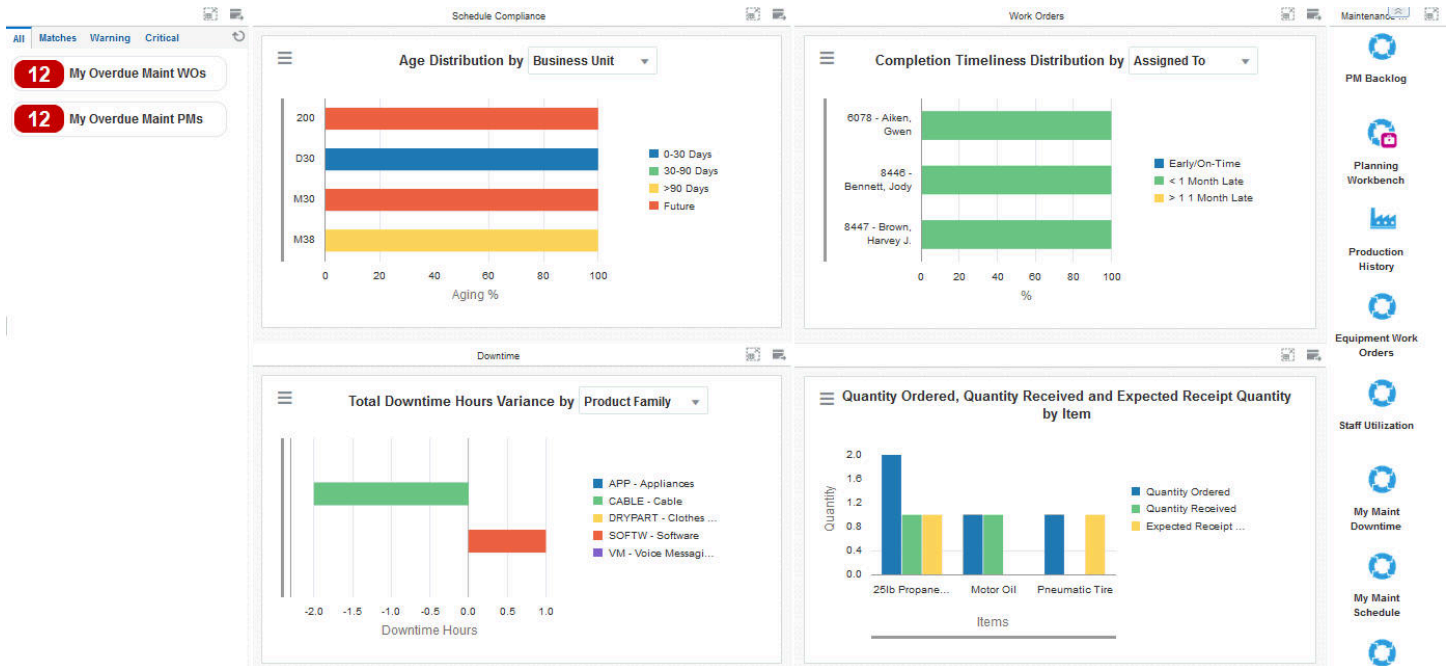 All Matches Warning Critical
12 My Overdue Maint WOs
12 My Overdue Maint PMs
Schedule Compliance
Age Distribution by Business Unit
200
D30
M30
M38
0 20 40 60 80 100
Aging %
0-30 Days
30-90 Days
>90 Days
Future
Work Orders
Completion Timeliness Distribution by Assigned To
6078 - Aiken,
Gwen
8446 -
Bennett, Jody
8447 - Brown,
Harvey J.
0 20 40 60 80 100
%
Early/On-Time
< 1 Month Late
> 1 1 Month Late
Downtime
Total Downtime Hours Variance by Product Family
-2.0 -1.5 -1.0 -0.5 0.0 0.5 1.0
Downtime Hours
APP - Appliances
CABLE - Cable
DRYPART - Clothes ...
SOFTW - Software
VM - Voice Messagi...
Quantity Ordered, Quantity Received and Expected Receipt Quantity
by Item
Quantity
2.0
1.6
1.2
0.8
0.4
0.0
25lb Propane... Motor Oil Pneumatic Tire
Items
Quantity Ordered
Quantity Received
Expected Receipt ...
Maintenance ...
PM Backlog
Planning
Workbench
Production
History
Equipment Work
Orders
Staff Utilization
My Maint
Downtime
My Maint
Schedule